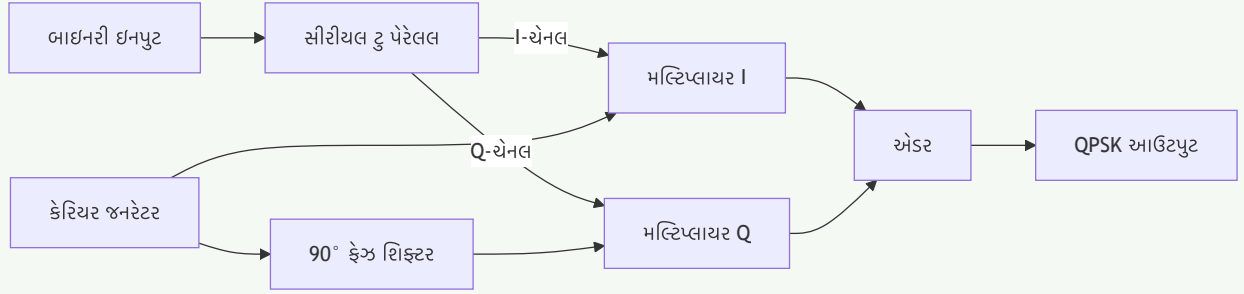 બાઇનરી ઇનપુટ
સીરીયલ ટુ પેરેલલ
I-ચેનલ
મલ્ટિપ્લાયર I
Q-ચેનલ
એડર
QPSK આઉટપુટ
કેરિયર જનરેટર
90° ફેઝ શિફ્ટર
મલ્ટિપ્લાયર Q